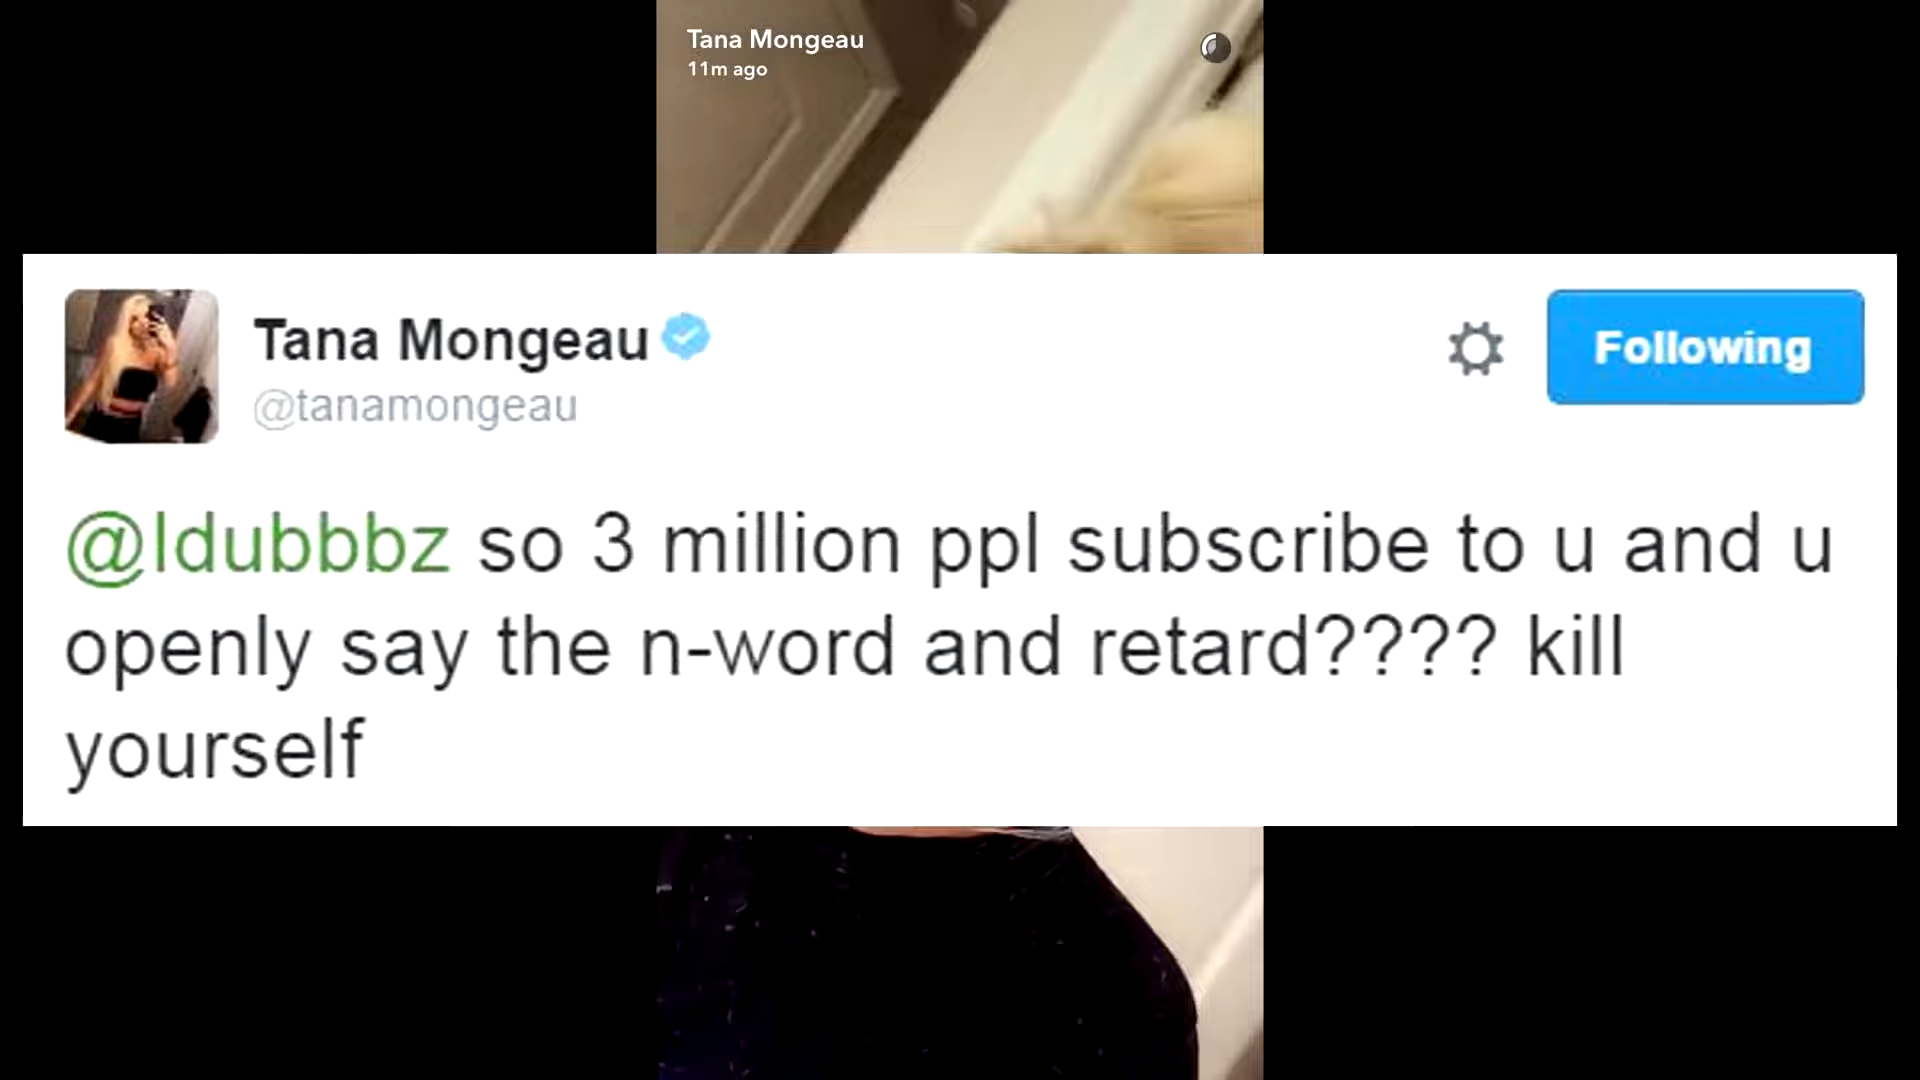 Tana Mongeau
11m ago
Tana Mongeau
Following
@tanamongeau
@Idubbbz so 3 million ppl subscribe to u and u
openly say the n-word and retard???? kill
yourself